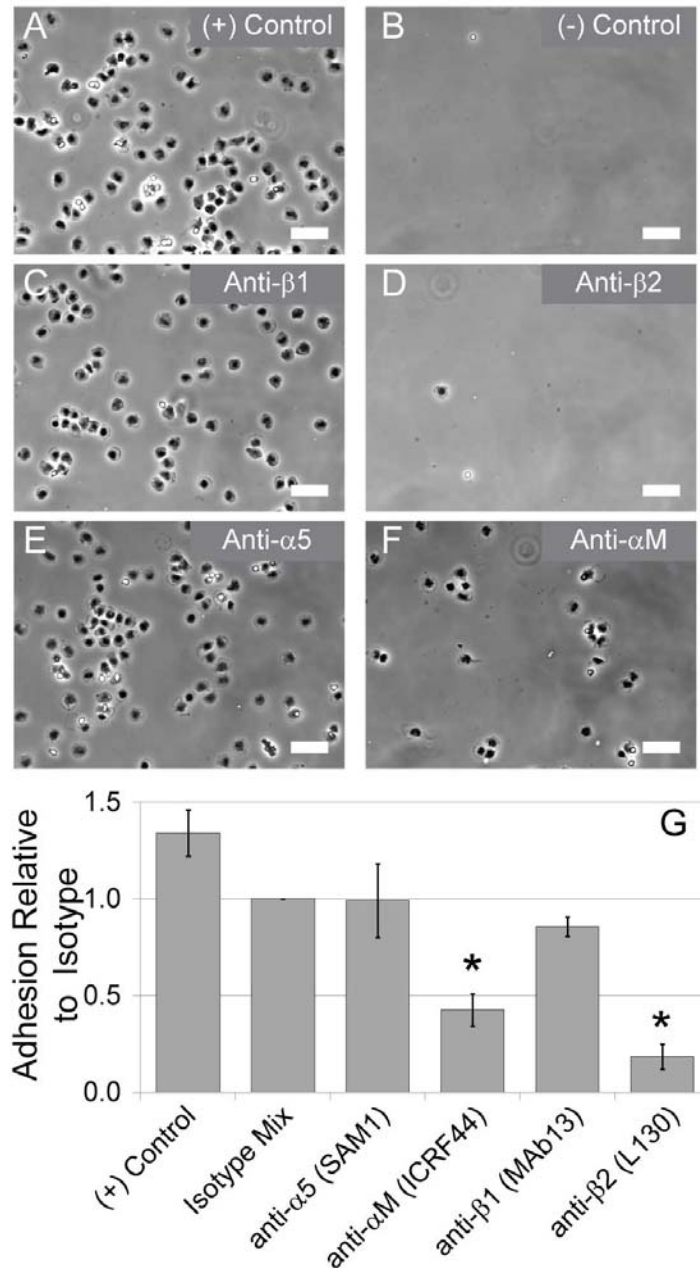 A (+) Control
B (-) Control
C Anti-β1
D Anti-β2
E Anti-α5
F Anti-αM
G
1.5
1.0
0.5
0.0
Adhesion Relative
to Isotype
*
*
(+) Control
Isotype Mix
anti-α5 (SAM1)
anti-αM (ICRF44)
anti-β1 (MAb13)
anti-β2 (L130)